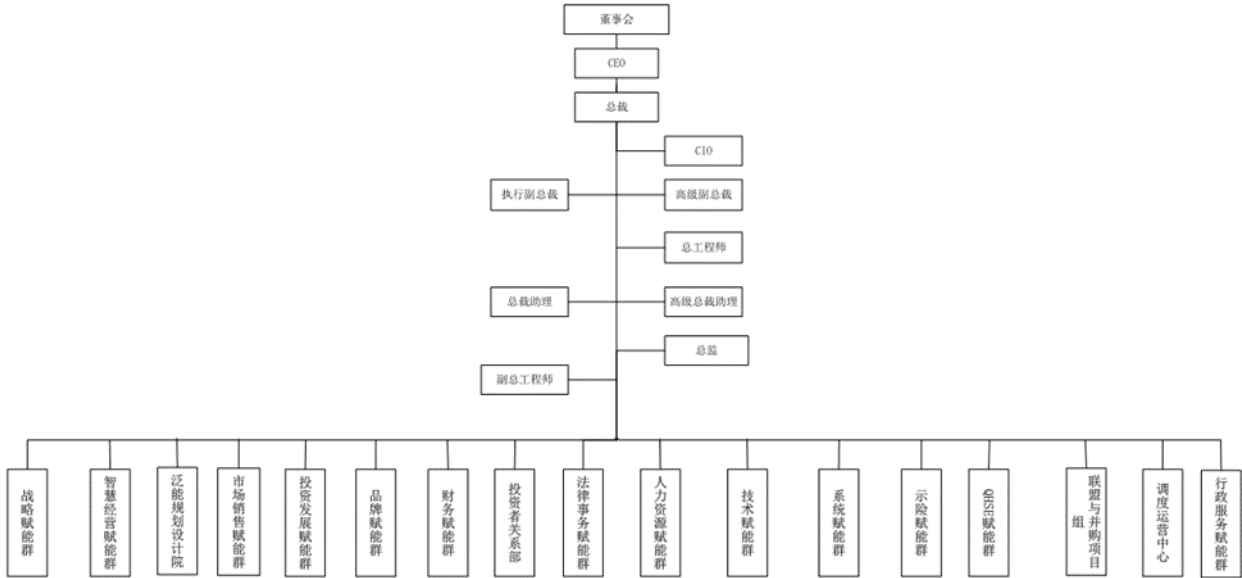 董事会
CEO
总裁
CIO
执行副总裁
高级副总裁
总工程师
总裁助理
高级总裁助理
总监
副总工程师
战略赋能群
智慧经营赋能群
泛能规划设计院
市场销售赋能群
投资发展赋能群
品牌赋能群
财务赋能群
投资者关系部
法律事务赋能群
人力资源赋能群
技术赋能群
系统赋能群
示险赋能群
QHSE赋能群
联盟与并购项目
组
调度运营中心
行政服务赋能群